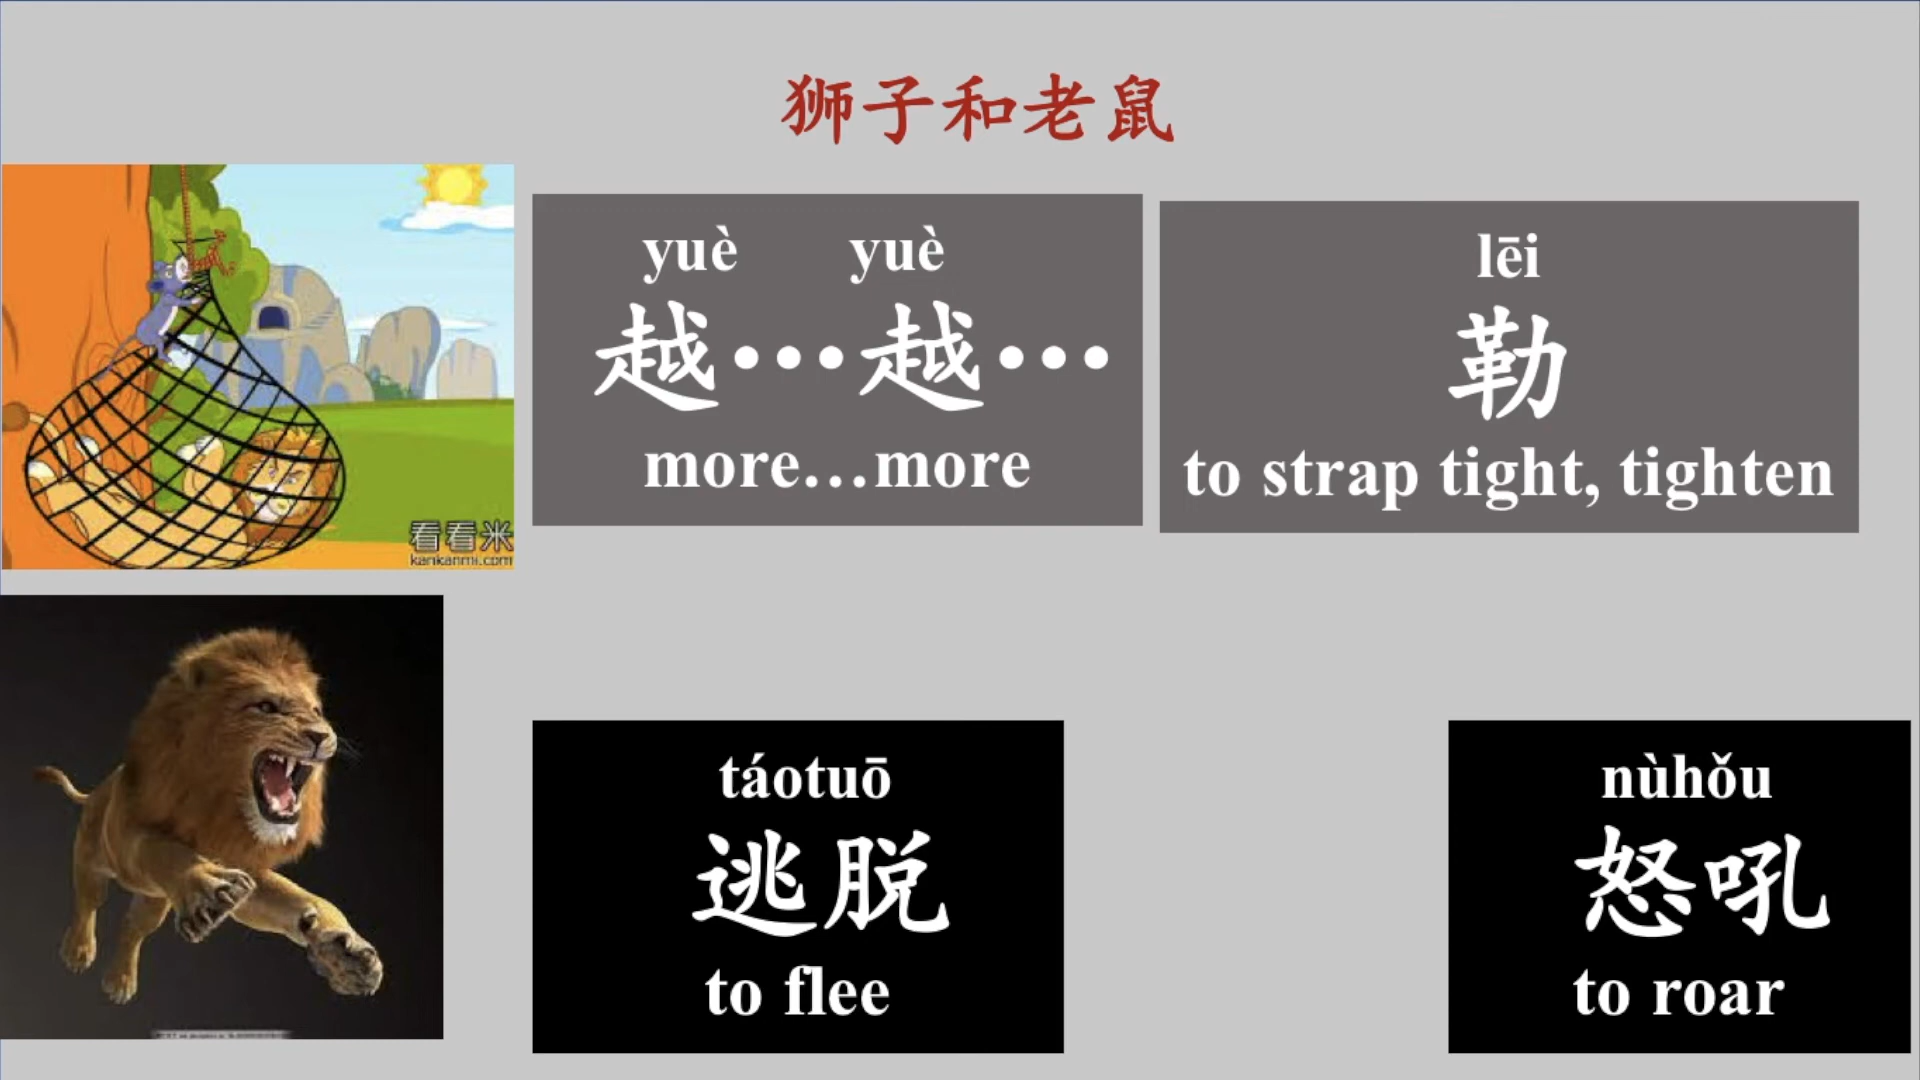 狮子和老鼠
看看米
kankanmi.com
yuè yuè
越…越…
more...more
lēi
勒
to strap tight, tighten
táotuō
逃脱
to flee
nùhǒu
怒吼
to roar